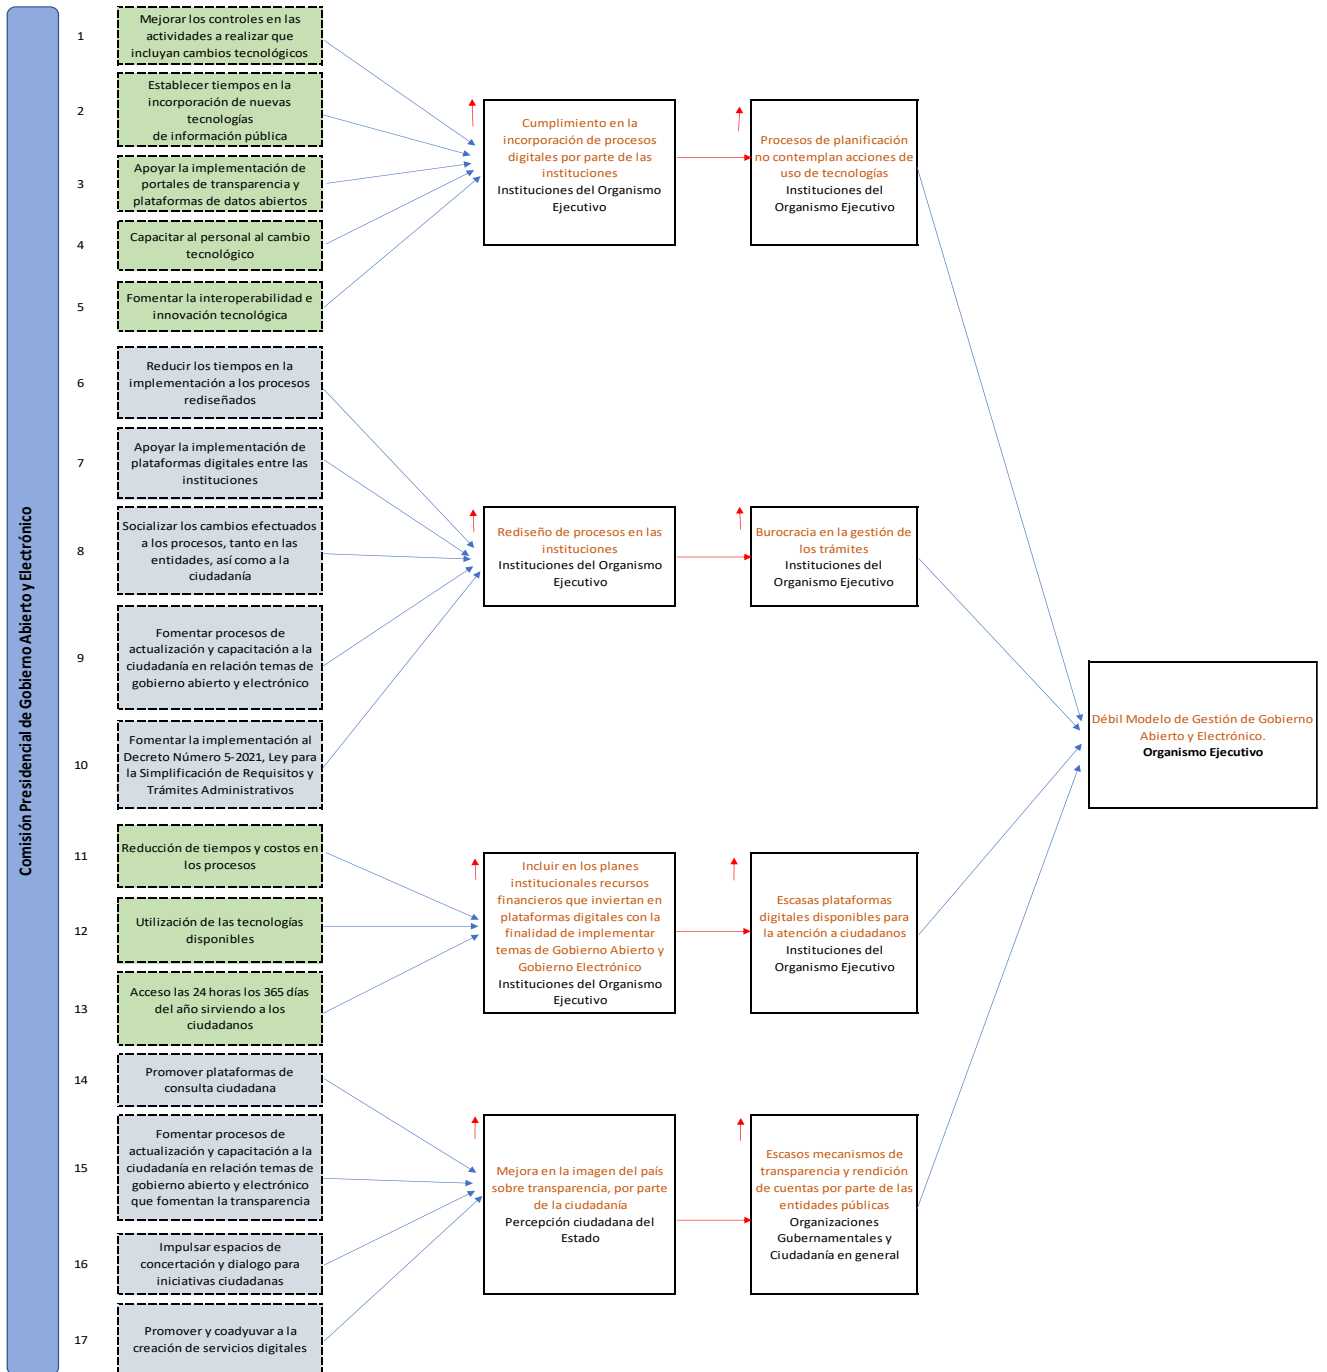 Comisión Presidencial de Gobierno Abierto y Electrónico
1
Mejorar los controles en las
actividades a realizar que
incluyan cambios tecnológicos
2
Establecer tiempos en la
incorporación de nuevas
tecnologías
de información pública
3
Apoyar la implementación de
portales de transparencia y
plataformas de datos abiertos
4
Capacitar al personal al cambio
tecnológico
5
Fomentar la interoperabilidad e
innovación tecnológica
Cumplimiento en la
incorporación de procesos
digitales por parte de las
instituciones
Instituciones del Organismo
Ejecutivo
Procesos de planificación
no contemplan acciones de
uso de tecnologías
Instituciones del
Organismo Ejecutivo
6
Reducir los tiempos en la
implementación a los procesos
rediseñados
7
Apoyar la implementación de
plataformas digitales entre las
instituciones
8
Socializar los cambios efectuados
a los procesos, tanto en las
entidades, así como a la
ciudadanía
9
Fomentar procesos de
actualización y capacitación a la
ciudadanía en relación temas de
gobierno abierto y electrónico
10
Fomentar la implementación al
Decreto Número 5-2021, Ley para
la Simplificación de Requisitos y
Trámites Administrativos
Rediseño de procesos en las
instituciones
Instituciones del Organismo
Ejecutivo
Burocracia en la gestión de
los trámites
Instituciones del
Organismo Ejecutivo
Débil Modelo de Gestión de Gobierno
Abierto y Electrónico.
Organismo Ejecutivo
11
Reducción de tiempos y costos en
los procesos
12
Utilización de las tecnologías
disponibles
13
Acceso las 24 horas los 365 días
del año sirviendo a los
ciudadanos
Incluir en los planes
institucionales recursos
financieros que inviertan en
plataformas digitales con la
finalidad de implementar
temas de Gobierno Abierto y
Gobierno Electrónico
Instituciones del Organismo
Ejecutivo
Escasas plataformas
digitales disponibles para
la atención a ciudadanos
Instituciones del
Organismo Ejecutivo
14
Promover plataformas de
consulta ciudadana
15
Fomentar procesos de
actualización y capacitación a la
ciudadanía en relación temas de
gobierno abierto y electrónico
que fomentan la transparencia
16
Impulsar espacios de
concertación y dialogo para
iniciativas ciudadanas
17
Promover y coadyuvar a la
creación de servicios digitales
Mejora en la imagen del país
sobre transparencia, por parte
de la ciudadanía
Percepción ciudadana del
Estado
Escasos mecanismos de
transparencia y rendición
de cuentas por parte de las
entidades públicas
Organizaciones
Gubernamentales y
Ciudadanía en general